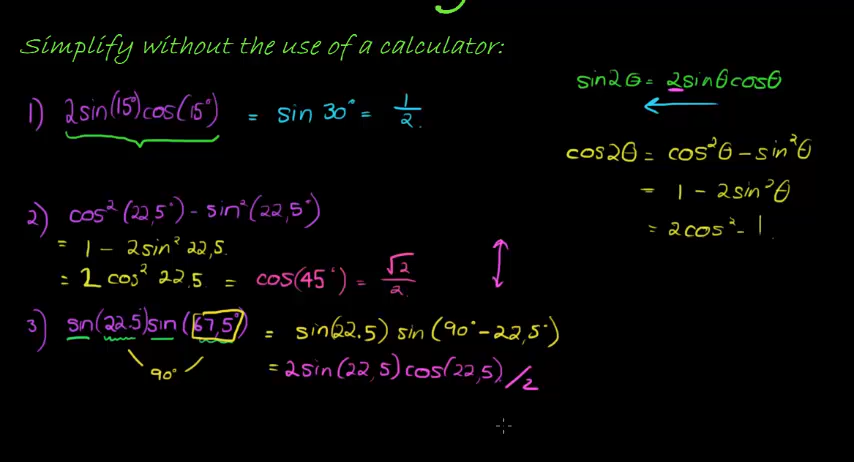 Simplify without the use of a calculator:
sin2θ = 2sinθcosθ
1) 2sin(15°)cos(15°) = sin 30° = 1/2.
cos2θ = cos²θ - sin²θ
= 1 - 2sin²θ
= 2cos² - 1.
2) cos²(22,5°) - sin²(22,5°)
= 1 - 2sin² 22,5.
= 2 cos² 22.5 = cos(45°) = √2/2.
3) sin(22.5)sin(67,5°) = sin(22.5) sin(90° - 22,5°)
90°
= 2sin(22,5)cos(22,5)/2